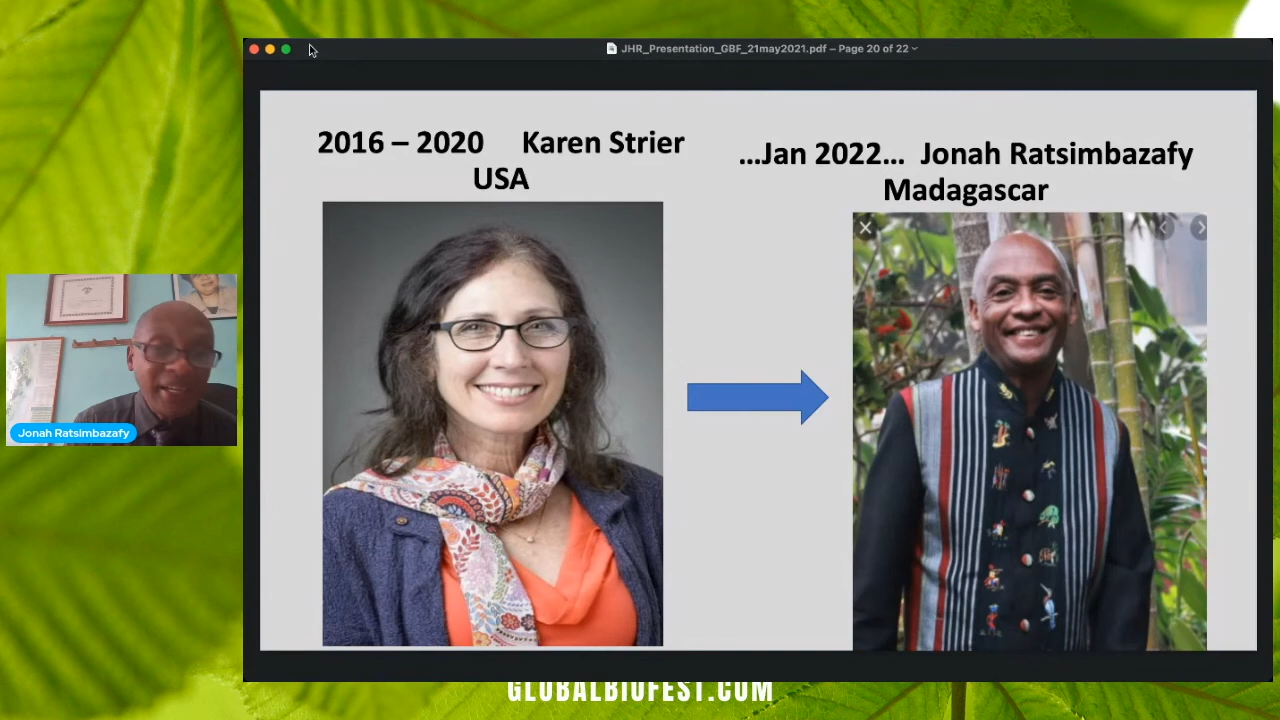 JHR_Presentation_GBF_21may2021.pdf – Page 20 of 22
2016 – 2020 Karen Strier
USA
...Jan 2022... Jonah Ratsimbazafy
Madagascar
Jonah Ratsimbazafy
GLOBALBIOFEST.COM